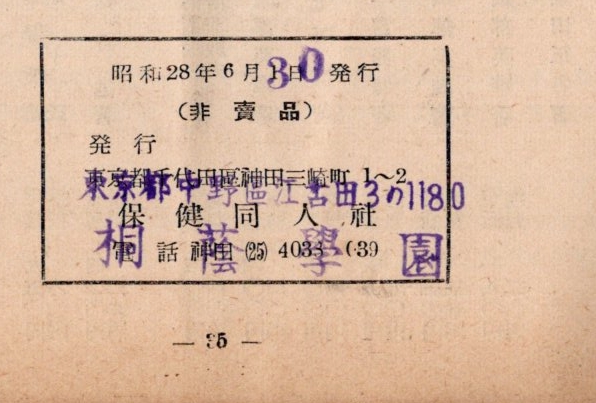 昭和28年6月1日 発行
30
(非賣品)
発行
東京都千代田區神田三崎町 1〜2
東京都中野區江古田3の1180
保健同人社
桐蔭學園
電話 神田 (25) 4038
— 35 —